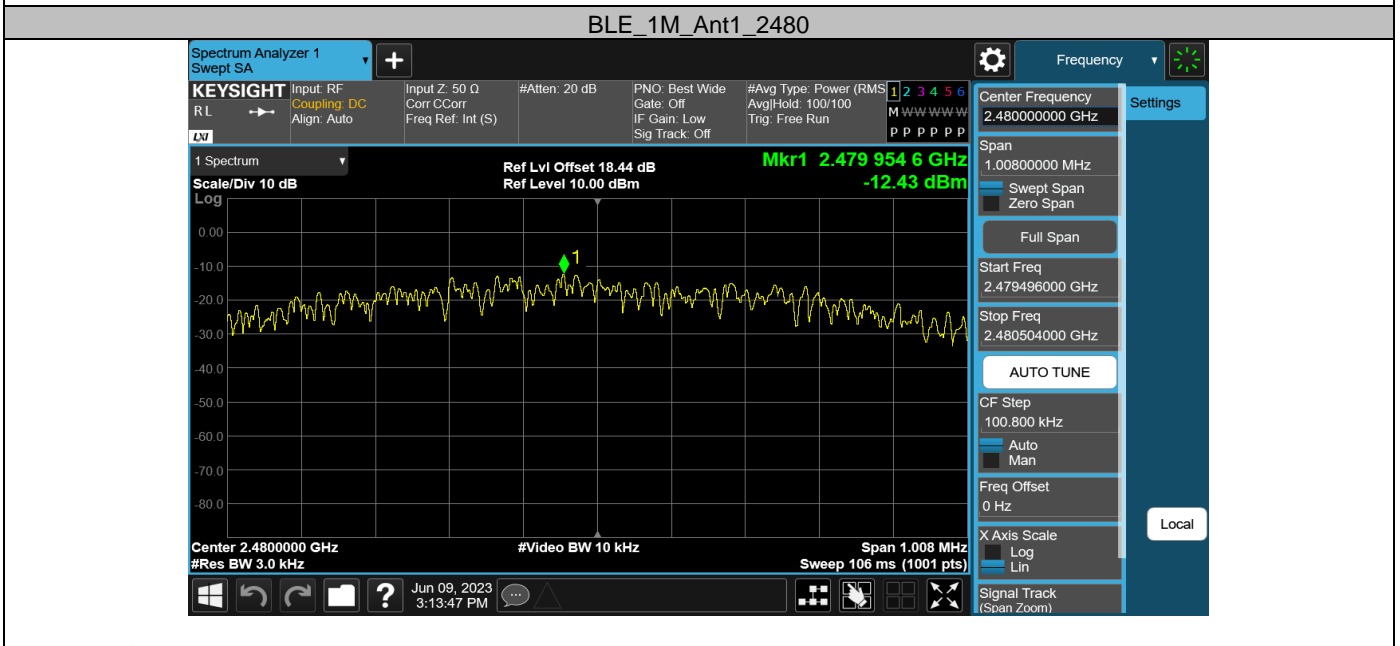 BLE_1M_Ant1_2480
Spectrum Analyzer 1
Swept SA
+
Frequency
KEYSIGHT
RL
LXI
Input: RF
Coupling: DC
Align: Auto
Input Z: 50 Ω
Corr CCorr
Freq Ref: Int (S)
#Atten: 20 dB
PNO: Best Wide
Gate: Off
IF Gain: Low
Sig Track: Off
#Avg Type: Power (RMS
Avg|Hold: 100/100
Trig: Free Run
1 2 3 4 5 6
M W W W W W
P P P P P P
1 Spectrum
Scale/Div 10 dB
Ref Lvl Offset 18.44 dB
Ref Level 10.00 dBm
Mkr1 2.479 954 6 GHz
-12.43 dBm
Log
0.00
-10.0
-20.0
-30.0
-40.0
-50.0
-60.0
-70.0
-80.0
1
Center 2.4800000 GHz
#Res BW 3.0 kHz
#Video BW 10 kHz
Span 1.008 MHz
Sweep 106 ms (1001 pts)
?
Jun 09, 2023
3:13:47 PM
Center Frequency
2.480000000 GHz
Settings
Span
1.00800000 MHz
Swept Span
Zero Span
Full Span
Start Freq
2.479496000 GHz
Stop Freq
2.480504000 GHz
AUTO TUNE
CF Step
100.800 kHz
Auto
Man
Freq Offset
0 Hz
X Axis Scale
Log
Lin
Local
Signal Track
(Span Zoom)